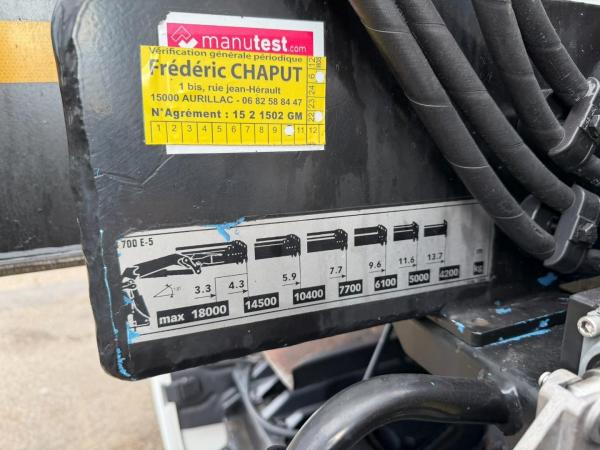 manutest.com
Vérification générale périodique
Frédéric CHAPUT
1 bis, rue jean-Hérault
15000 AURILLAC - 06 82 58 84 47
N°Agrément : 15 2 1502 GM
1 2 3 4 5 6 7 8 9 11 12
22 23 24
700 E-5
3.3 4.3 5.9 7.7 9.6 11.6 13.7
max 18000 14500 10400 7700 6100 5000 4200 kg